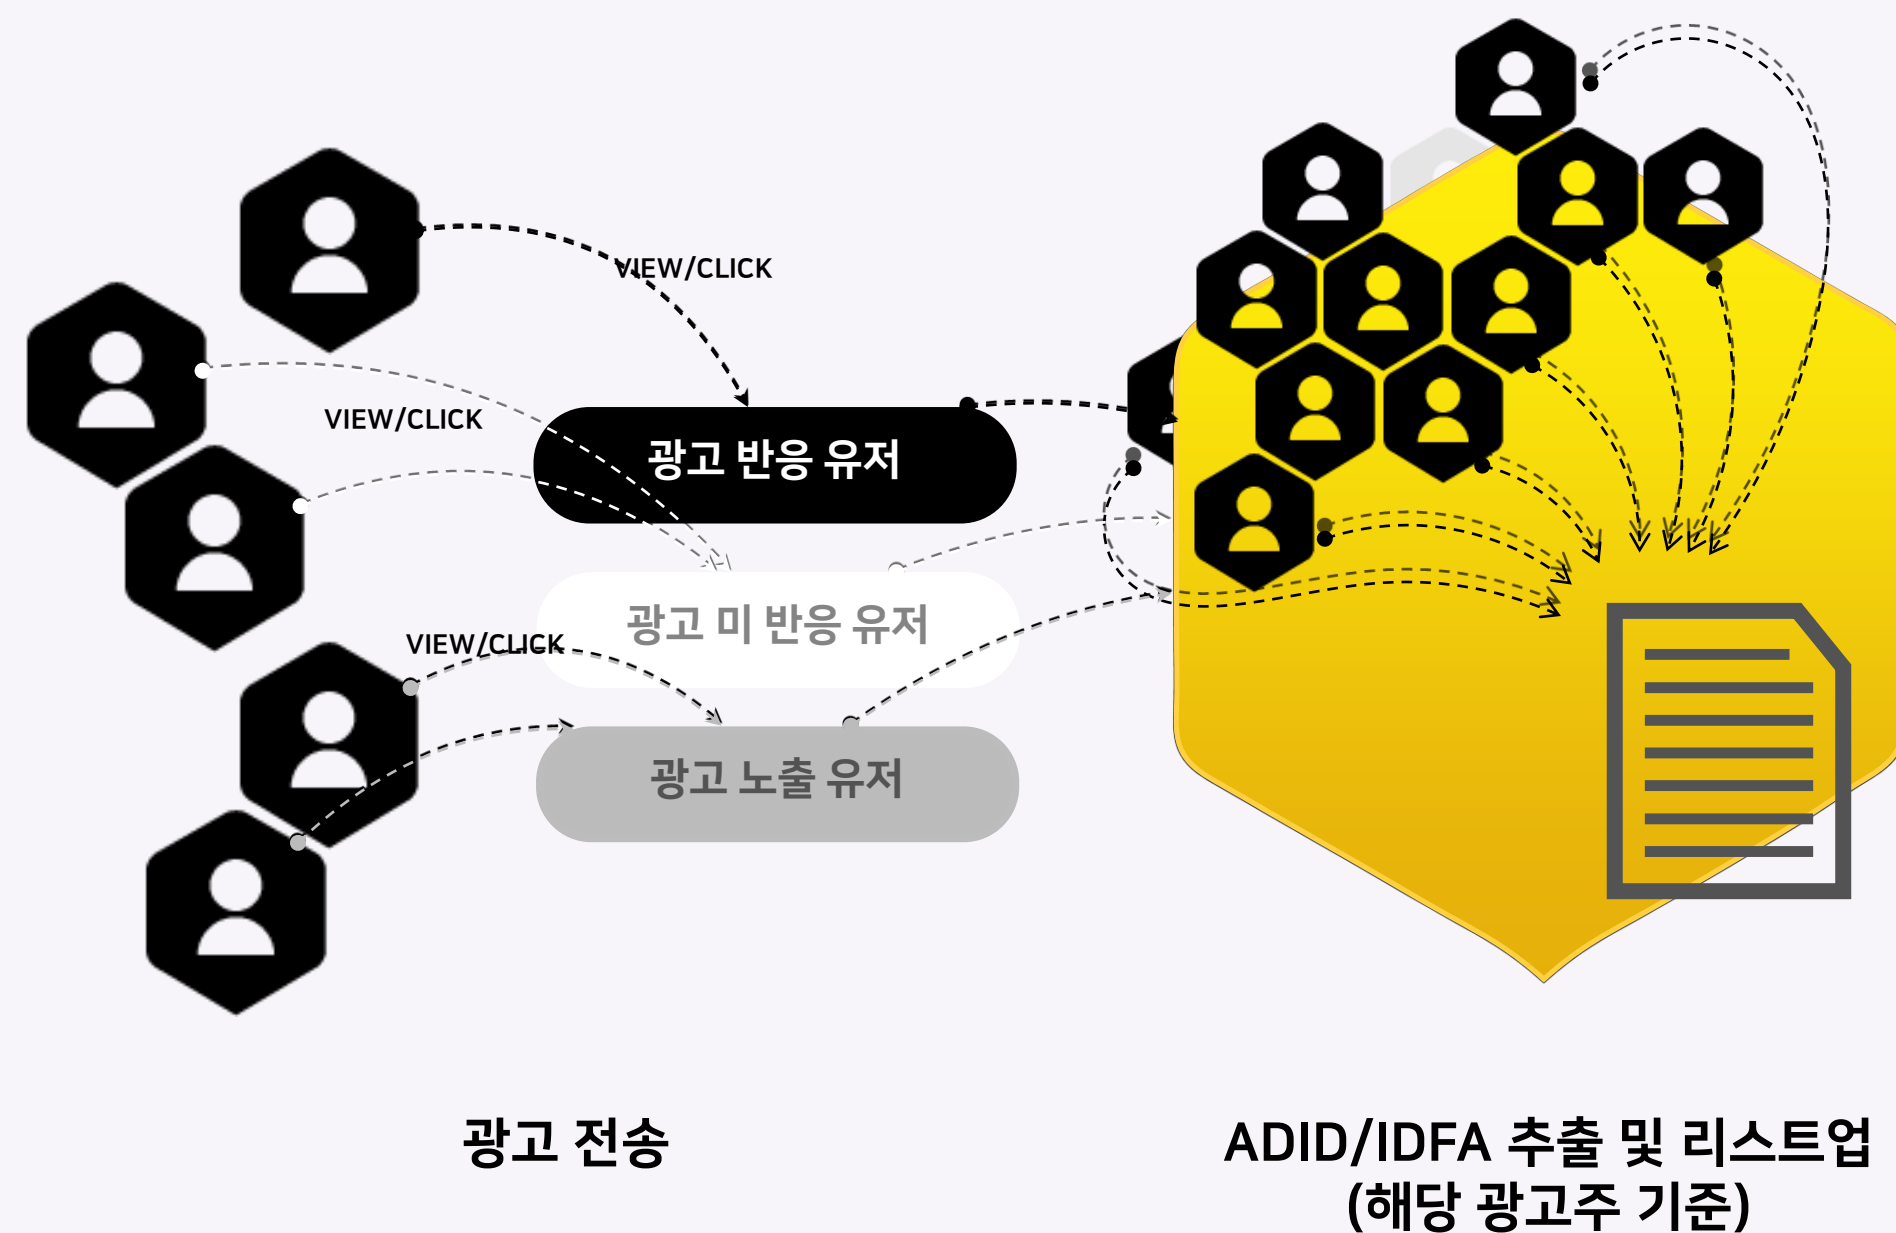 VIEW/CLICK
VIEW/CLICK
광고 반응 유저
광고 미 반응 유저
VIEW/CLICK
광고 노출 유저
광고 전송
ADID/IDFA 추출 및 리스트업
(해당 광고주 기준)